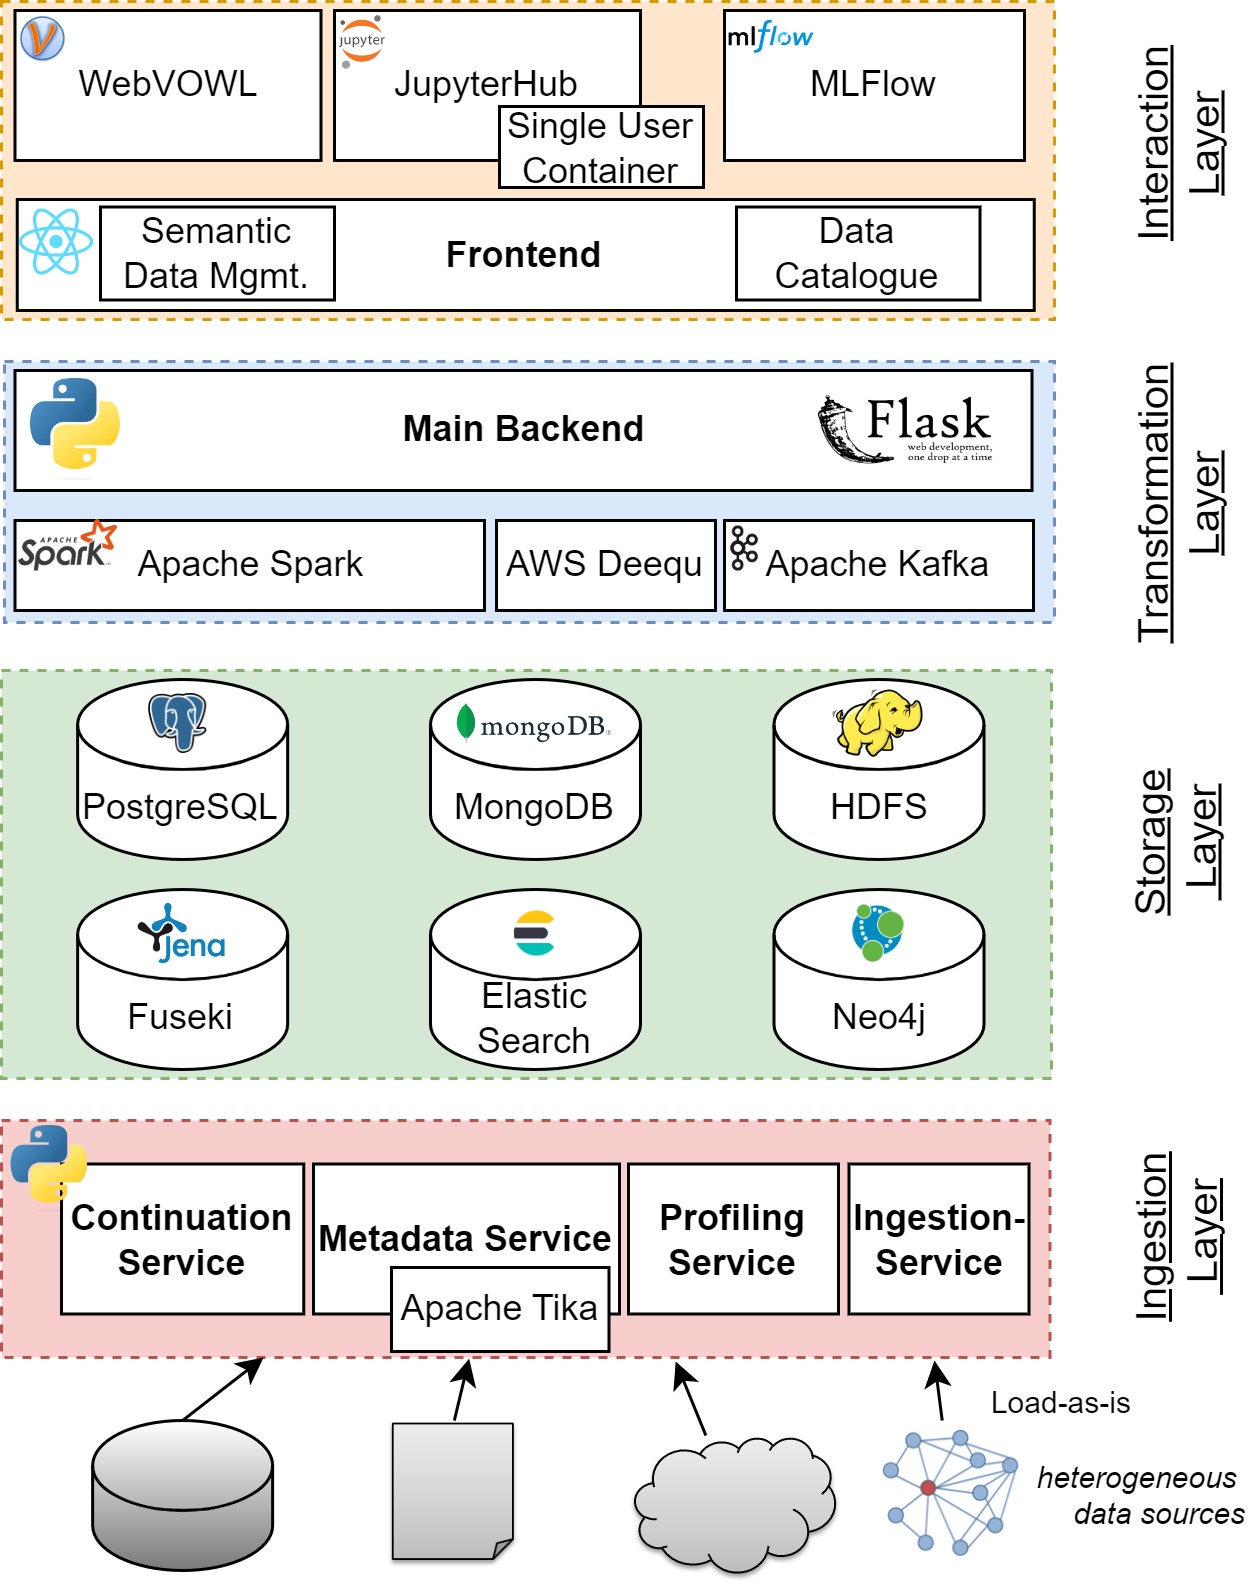 V
jupyter
mlflow
WebVOWL
JupyterHub
MLFlow
Single User
Container
Interaction
Layer
Semantic
Data Mgmt.
Frontend
Data
Catalogue
Main Backend
Flask
web development,
one drop at a time
Transformation
Layer
APACHE
Spark
Apache Spark
AWS Deequ
Apache Kafka
mongoDB
PostgreSQL
MongoDB
HDFS
Storage
Layer
Jena
Fuseki
Elastic
Search
Neo4j
Continuation
Service
Metadata Service
Apache Tika
Profiling
Service
Ingestion-
Service
Ingestion
Layer
Load-as-is
heterogeneous
data sources